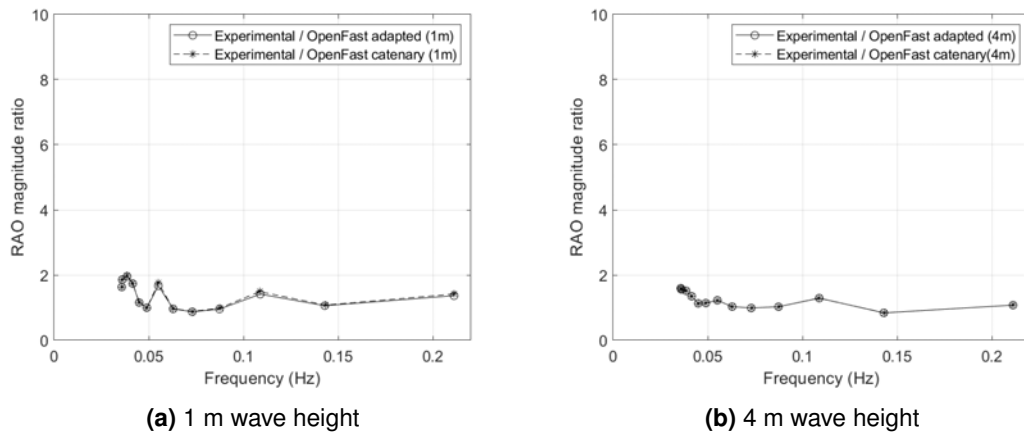 10
8
6
4
2
0
RAO magnitude ratio
Experimental / OpenFast adapted (1m)
Experimental / OpenFast catenary (1m)
0
0.05
0.1
0.15
0.2
Frequency (Hz)
(a) 1 m wave height
10
8
6
4
2
0
RAO magnitude ratio
Experimental / OpenFast adapted (4m)
Experimental / OpenFast catenary(4m)
0
0.05
0.1
0.15
0.2
Frequency (Hz)
(b) 4 m wave height